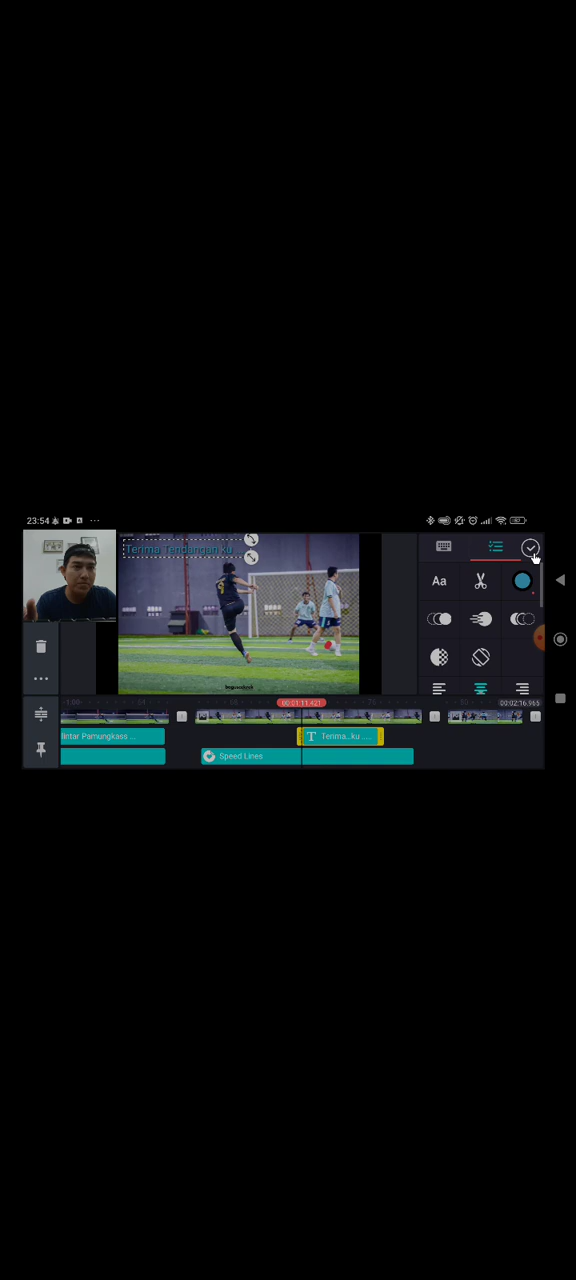 23:54
Terima Tendangan ku
Aa
00:01:11.421
00:02:16.966
lintar Pamungkass ...
T Terima..ku ....
Speed Lines